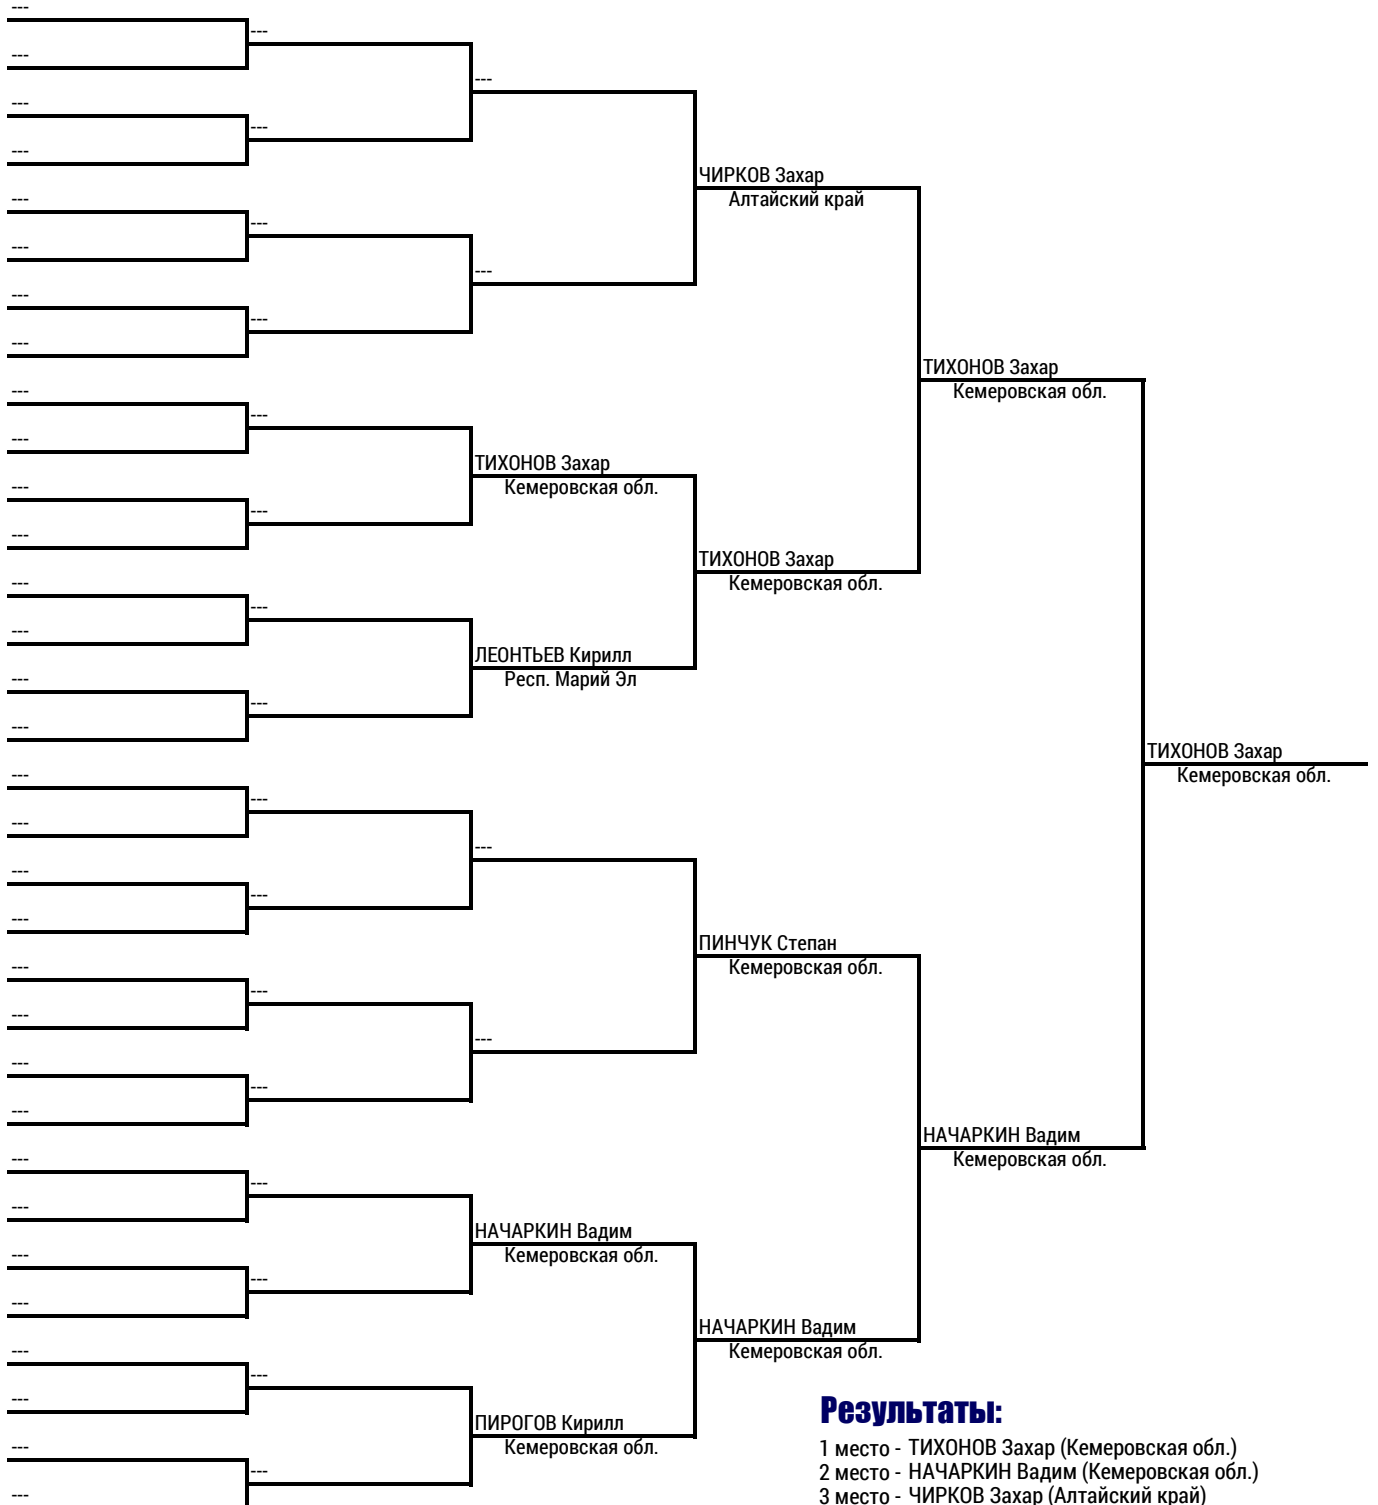 ---
---
---
---
---
---
---
---
---
ЧИРКОВ Захар
Алтайский край
---
---
---
---
---
---
---
ТИХОНОВ Захар
Кемеровская обл.
---
---
---
ТИХОНОВ Захар
Кемеровская обл.
---
---
---
ТИХОНОВ Захар
Кемеровская обл.
---
---
---
ЛЕОНТЬЕВ Кирилл
Респ. Марий Эл
---
---
---
ТИХОНОВ Захар
Кемеровская обл.
---
---
---
---
---
---
---
ПИНЧУК Степан
Кемеровская обл.
---
---
---
---
---
---
---
НАЧАРКИН Вадим
Кемеровская обл.
---
---
---
НАЧАРКИН Вадим
Кемеровская обл.
---
---
---
НАЧАРКИН Вадим
Кемеровская обл.
---
---
---
ПИРОГОВ Кирилл
Кемеровская обл.
---
---
---
Результаты:
1 место - ТИХОНОВ Захар (Кемеровская обл.)
2 место - НАЧАРКИН Вадим (Кемеровская обл.)
3 место - ЧИРКОВ Захар (Алтайский край)